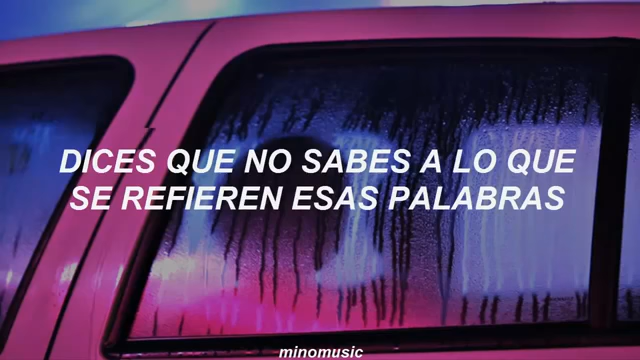 DICES QUE NO SABES A LO QUE
SE REFIEREN ESAS PALABRAS
minomusic